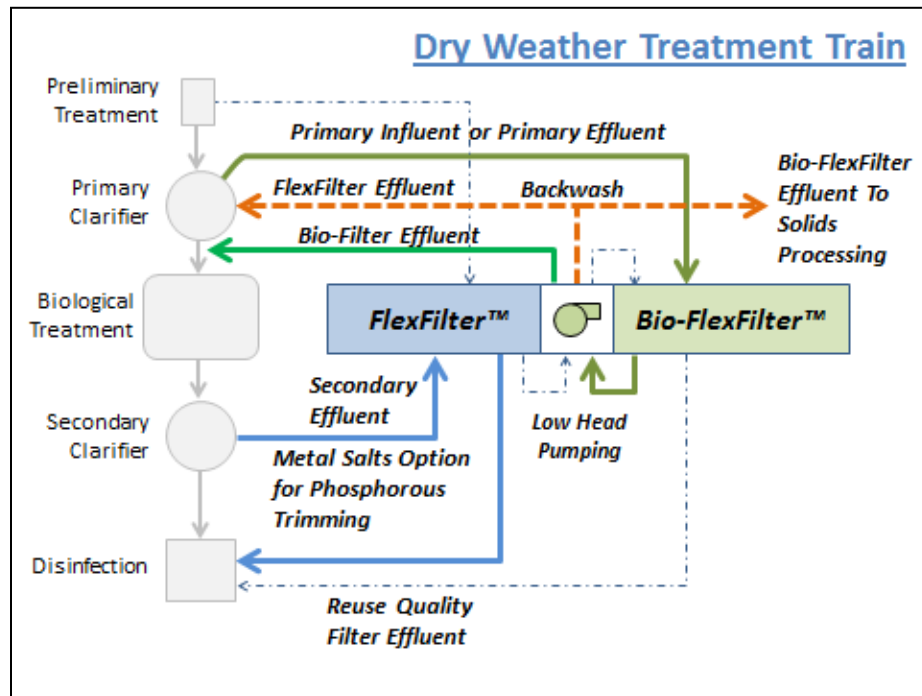 Dry Weather Treatment Train
Preliminary
Treatment
Primary Influent or Primary Effluent
Primary
Clarifier
FlexFilter Effluent
Backwash
Bio-FlexFilter
Effluent To
Solids
Processing
Bio-Filter Effluent
Biological
Treatment
FlexFilter™
Bio-FlexFilter™
Secondary
Effluent
Low Head
Pumping
Secondary
Clarifier
Metal Salts Option
for Phosphorous
Trimming
Disinfection
Reuse Quality
Filter Effluent